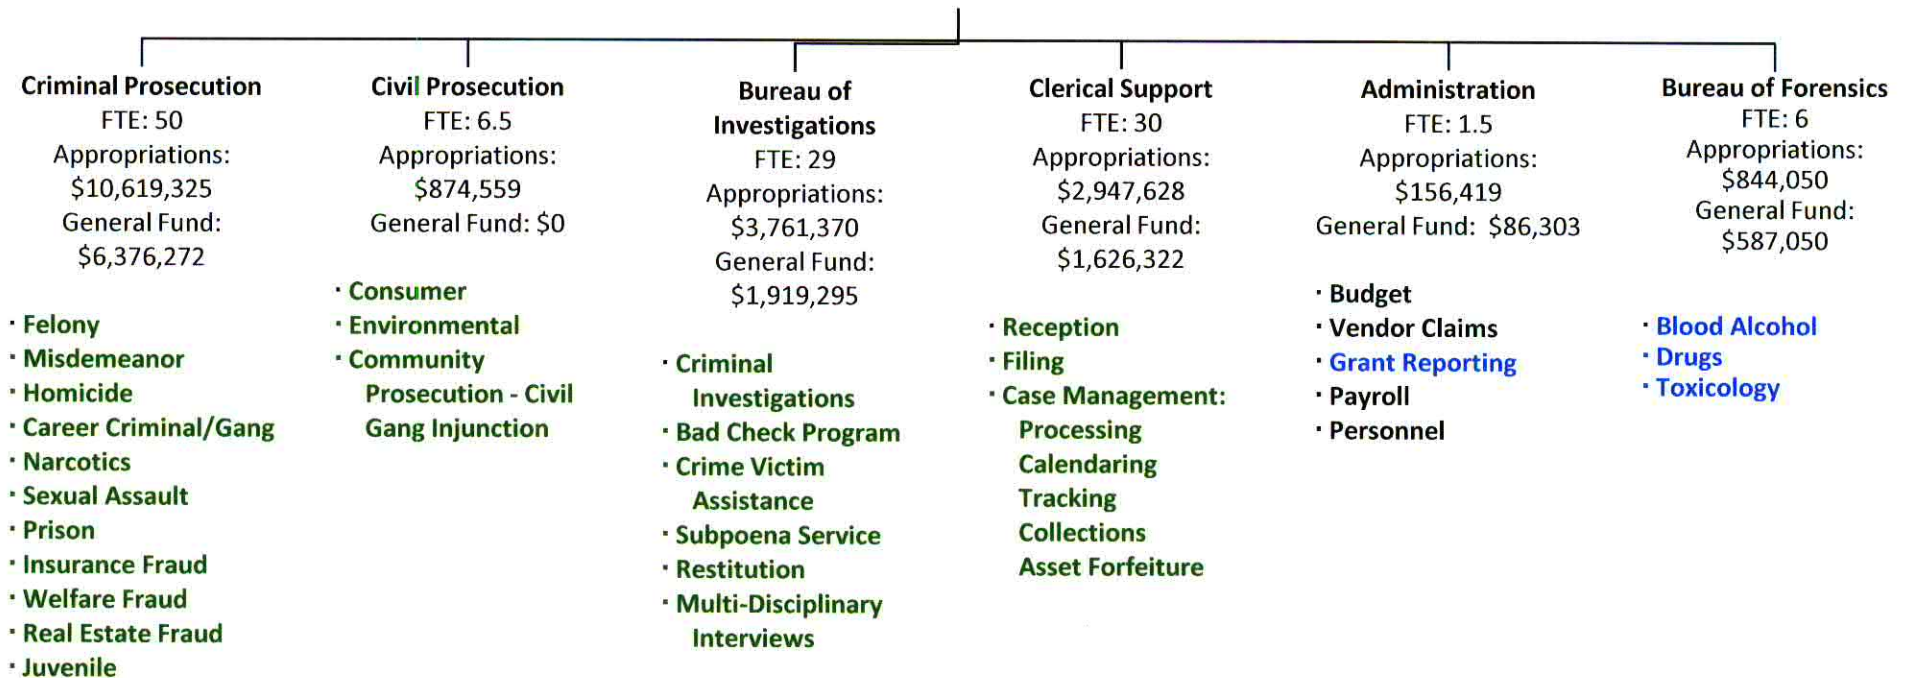 Criminal Prosecution
FTE: 50
Appropriations:
$10,619,325
General Fund:
$6,376,272
· Felony
· Misdemeanor
· Homicide
· Career Criminal/Gang
· Narcotics
· Sexual Assault
· Prison
· Insurance Fraud
· Welfare Fraud
· Real Estate Fraud
· Juvenile
Civil Prosecution
FTE: 6.5
Appropriations:
$874,559
General Fund: $0
· Consumer
· Environmental
· Community
Prosecution - Civil
Gang Injunction
Bureau of
Investigations
FTE: 29
Appropriations:
$3,761,370
General Fund:
$1,919,295
· Criminal
Investigations
· Bad Check Program
· Crime Victim
Assistance
· Subpoena Service
· Restitution
· Multi-Disciplinary
Interviews
Clerical Support
FTE: 30
Appropriations:
$2,947,628
General Fund:
$1,626,322
· Reception
· Filing
· Case Management:
Processing
Calendaring
Tracking
Collections
Asset Forfeiture
Administration
FTE: 1.5
Appropriations:
$156,419
General Fund: $86,303
· Budget
· Vendor Claims
· Grant Reporting
· Payroll
· Personnel
Bureau of Forensics
FTE: 6
Appropriations:
$844,050
General Fund:
$587,050
· Blood Alcohol
· Drugs
· Toxicology